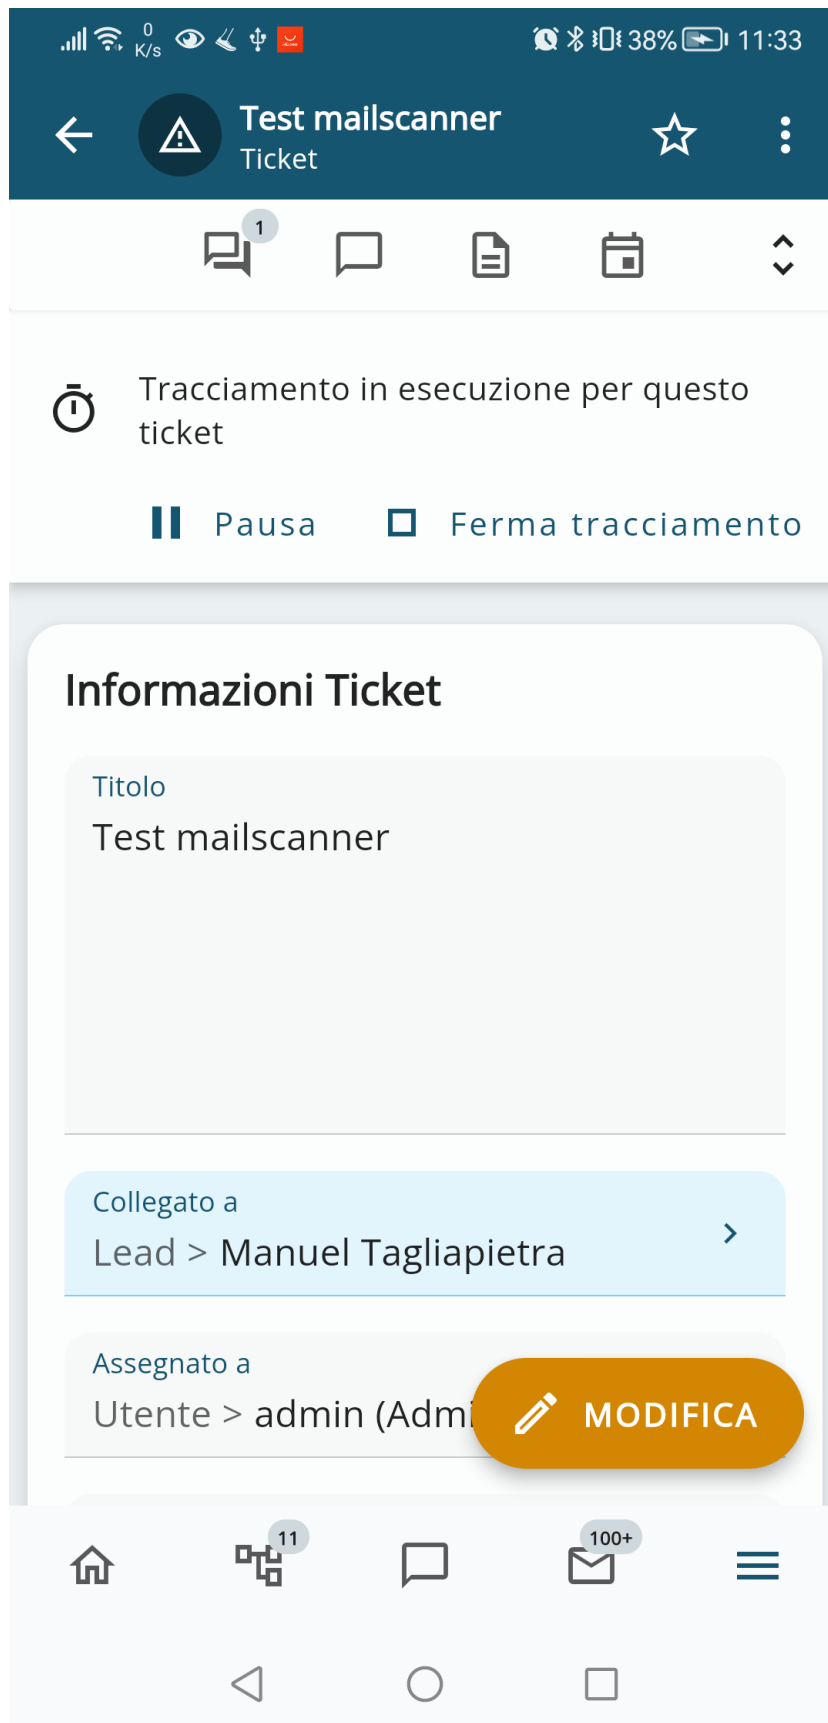 0
K/s
38% 11:33
Test mailscanner
Ticket
1
Tracciamento in esecuzione per questo
ticket
Pausa Ferma tracciamento
Informazioni Ticket
Titolo
Test mailscanner
Collegato a
Lead > Manuel Tagliapietra
Assegnato a
Utente > admin (Admi
MODIFICA
11 100+